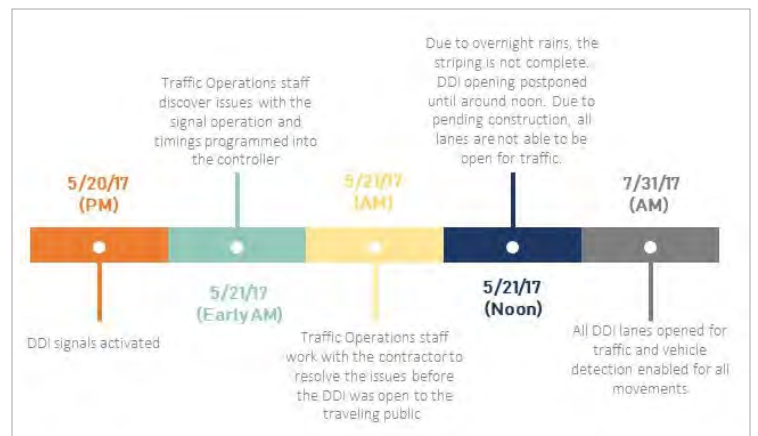 5/20/17
(PM)
DDI signals activated
Traffic Operations staff
discover issues with the
signal operation and
timings programmed into
the controller
5/21/17
(Early AM)
5/21/17
(AM)
Traffic Operations staff
work with the contractor to
resolve the issues before
the DDI was open to the
traveling public
Due to overnight rains, the
striping is not complete.
DDI opening postponed
until around noon. Due to
pending construction, all
lanes are not able to be
open for traffic.
5/21/17
(Noon)
7/31/17
(AM)
All DDI lanes opened for
traffic and vehicle
detection enabled for all
movements